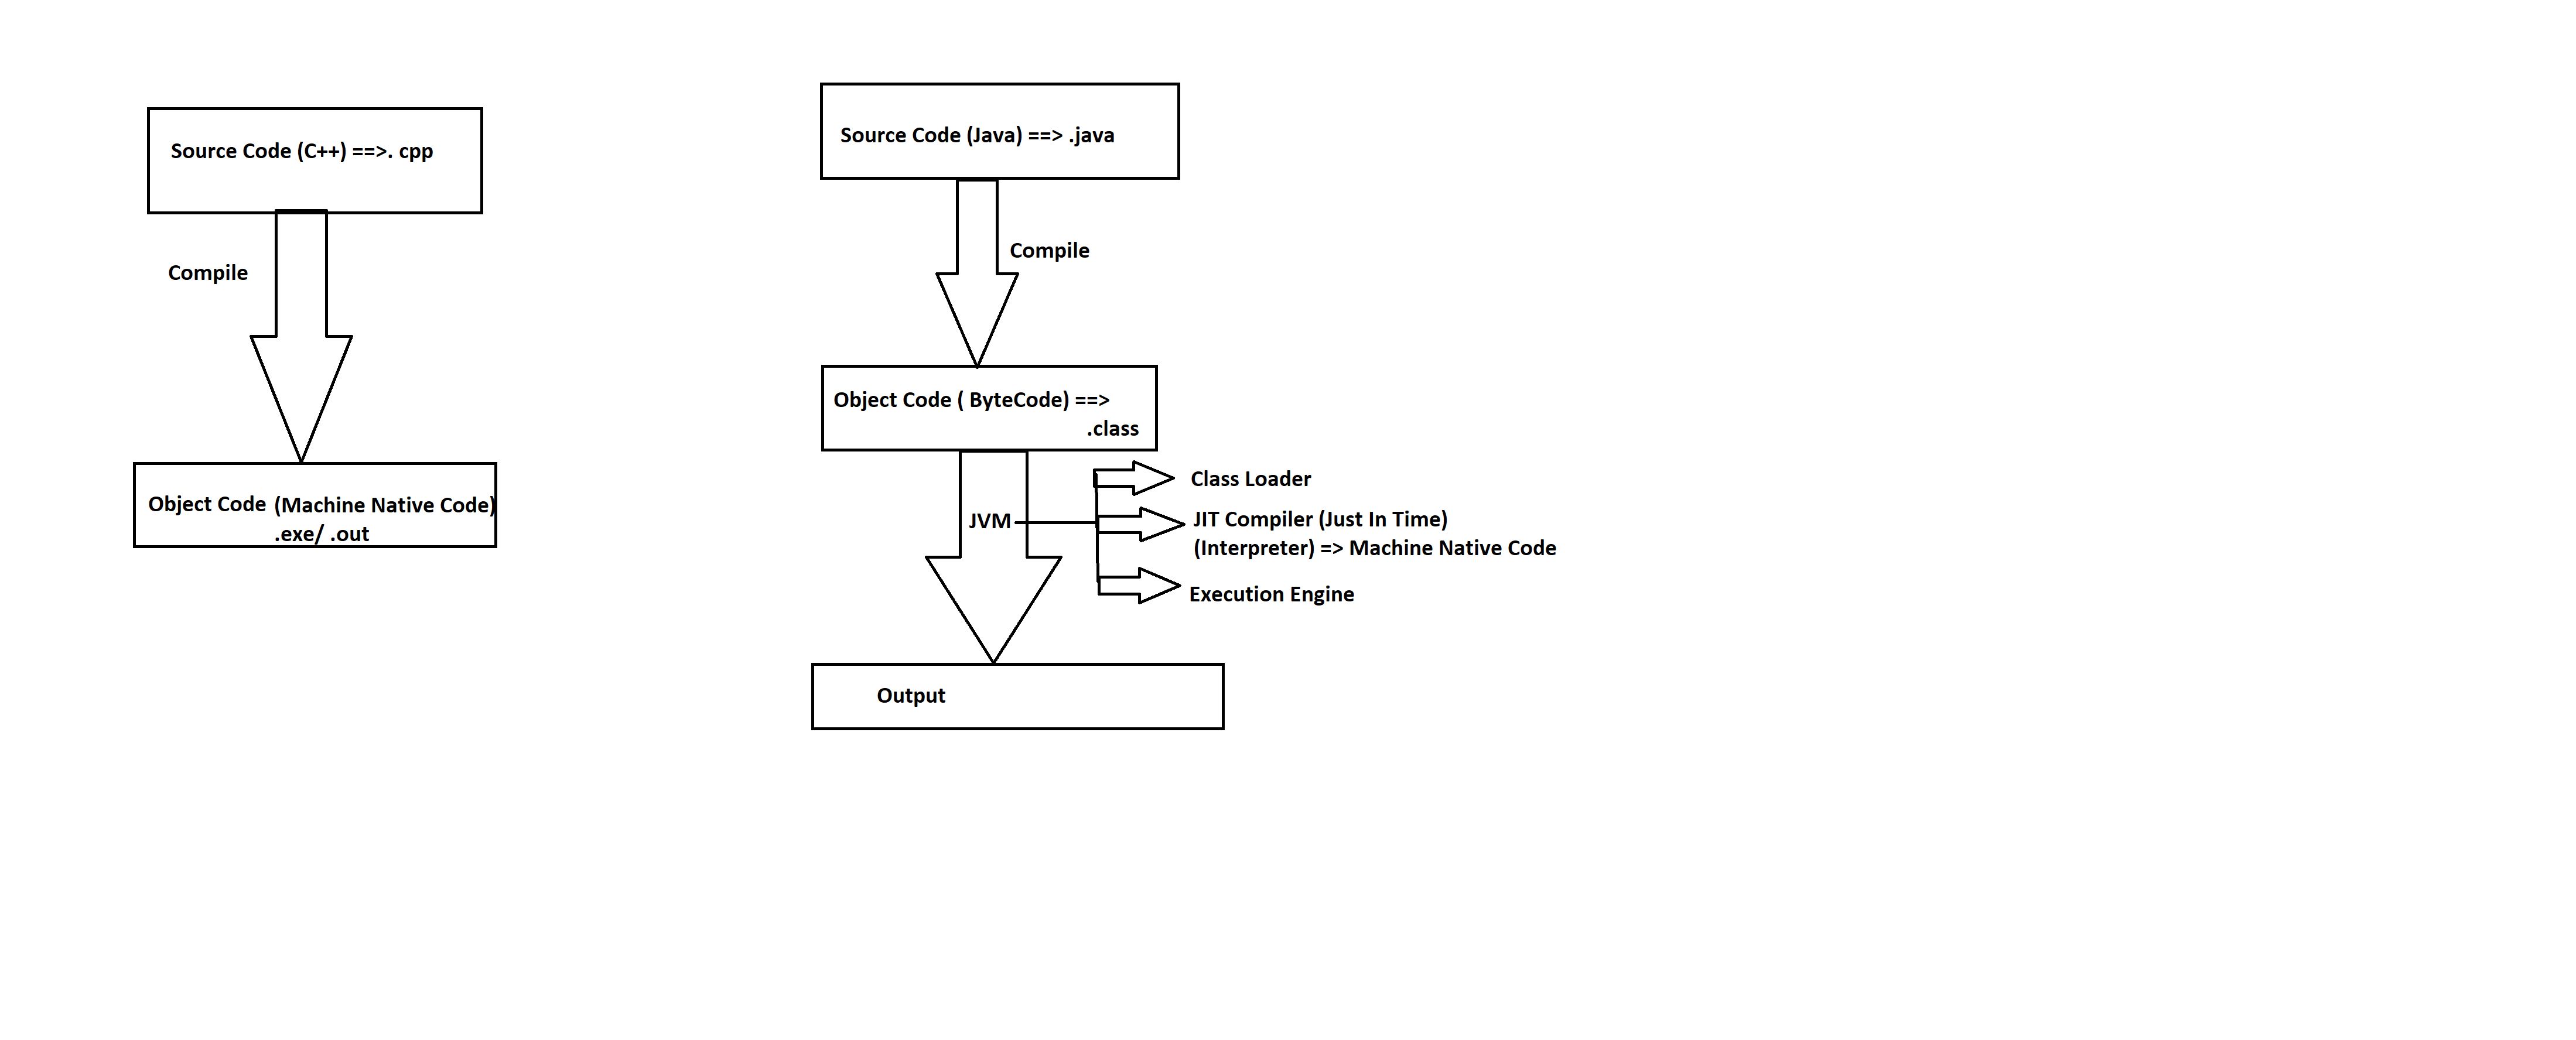 Source Code (C++) ==>. cpp
Compile
Object Code (Machine Native Code)
.exe/ .out
Source Code (Java) ==> .java
Compile
Object Code ( ByteCode) ==>
.class
JVM
Class Loader
JIT Compiler (Just In Time)
(Interpreter) => Machine Native Code
Execution Engine
Output